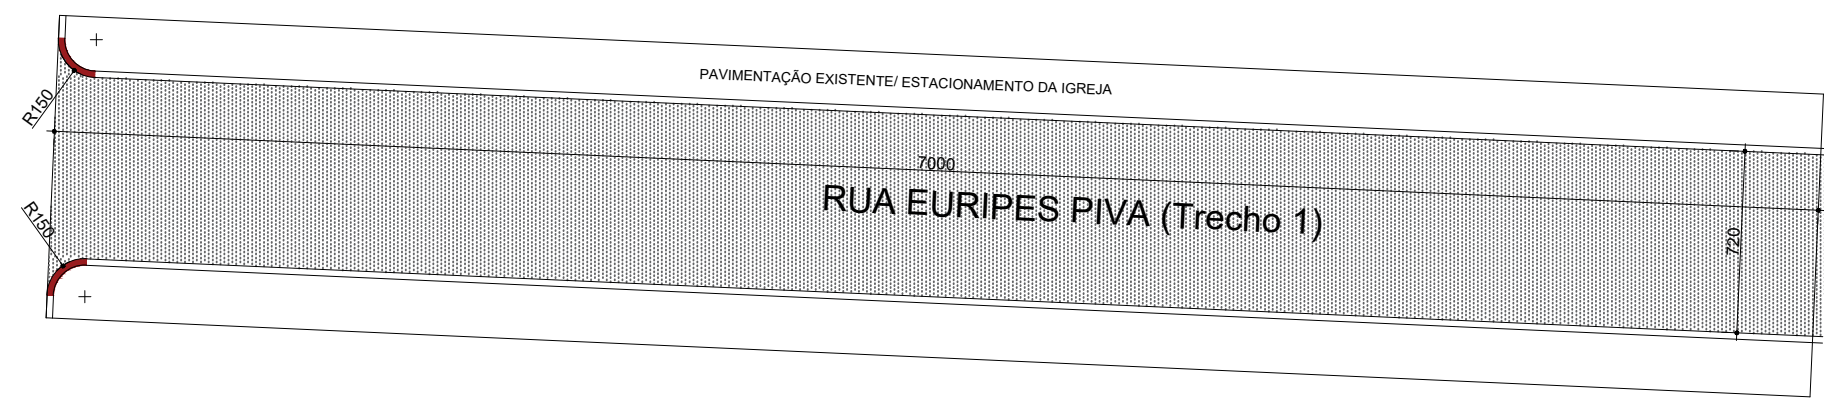 PAVIMENTAÇÃO EXISTENTE/ ESTACIONAMENTO DA IGREJA
R150
7000
RUA EURIPES PIVA (Trecho 1)
R150
720